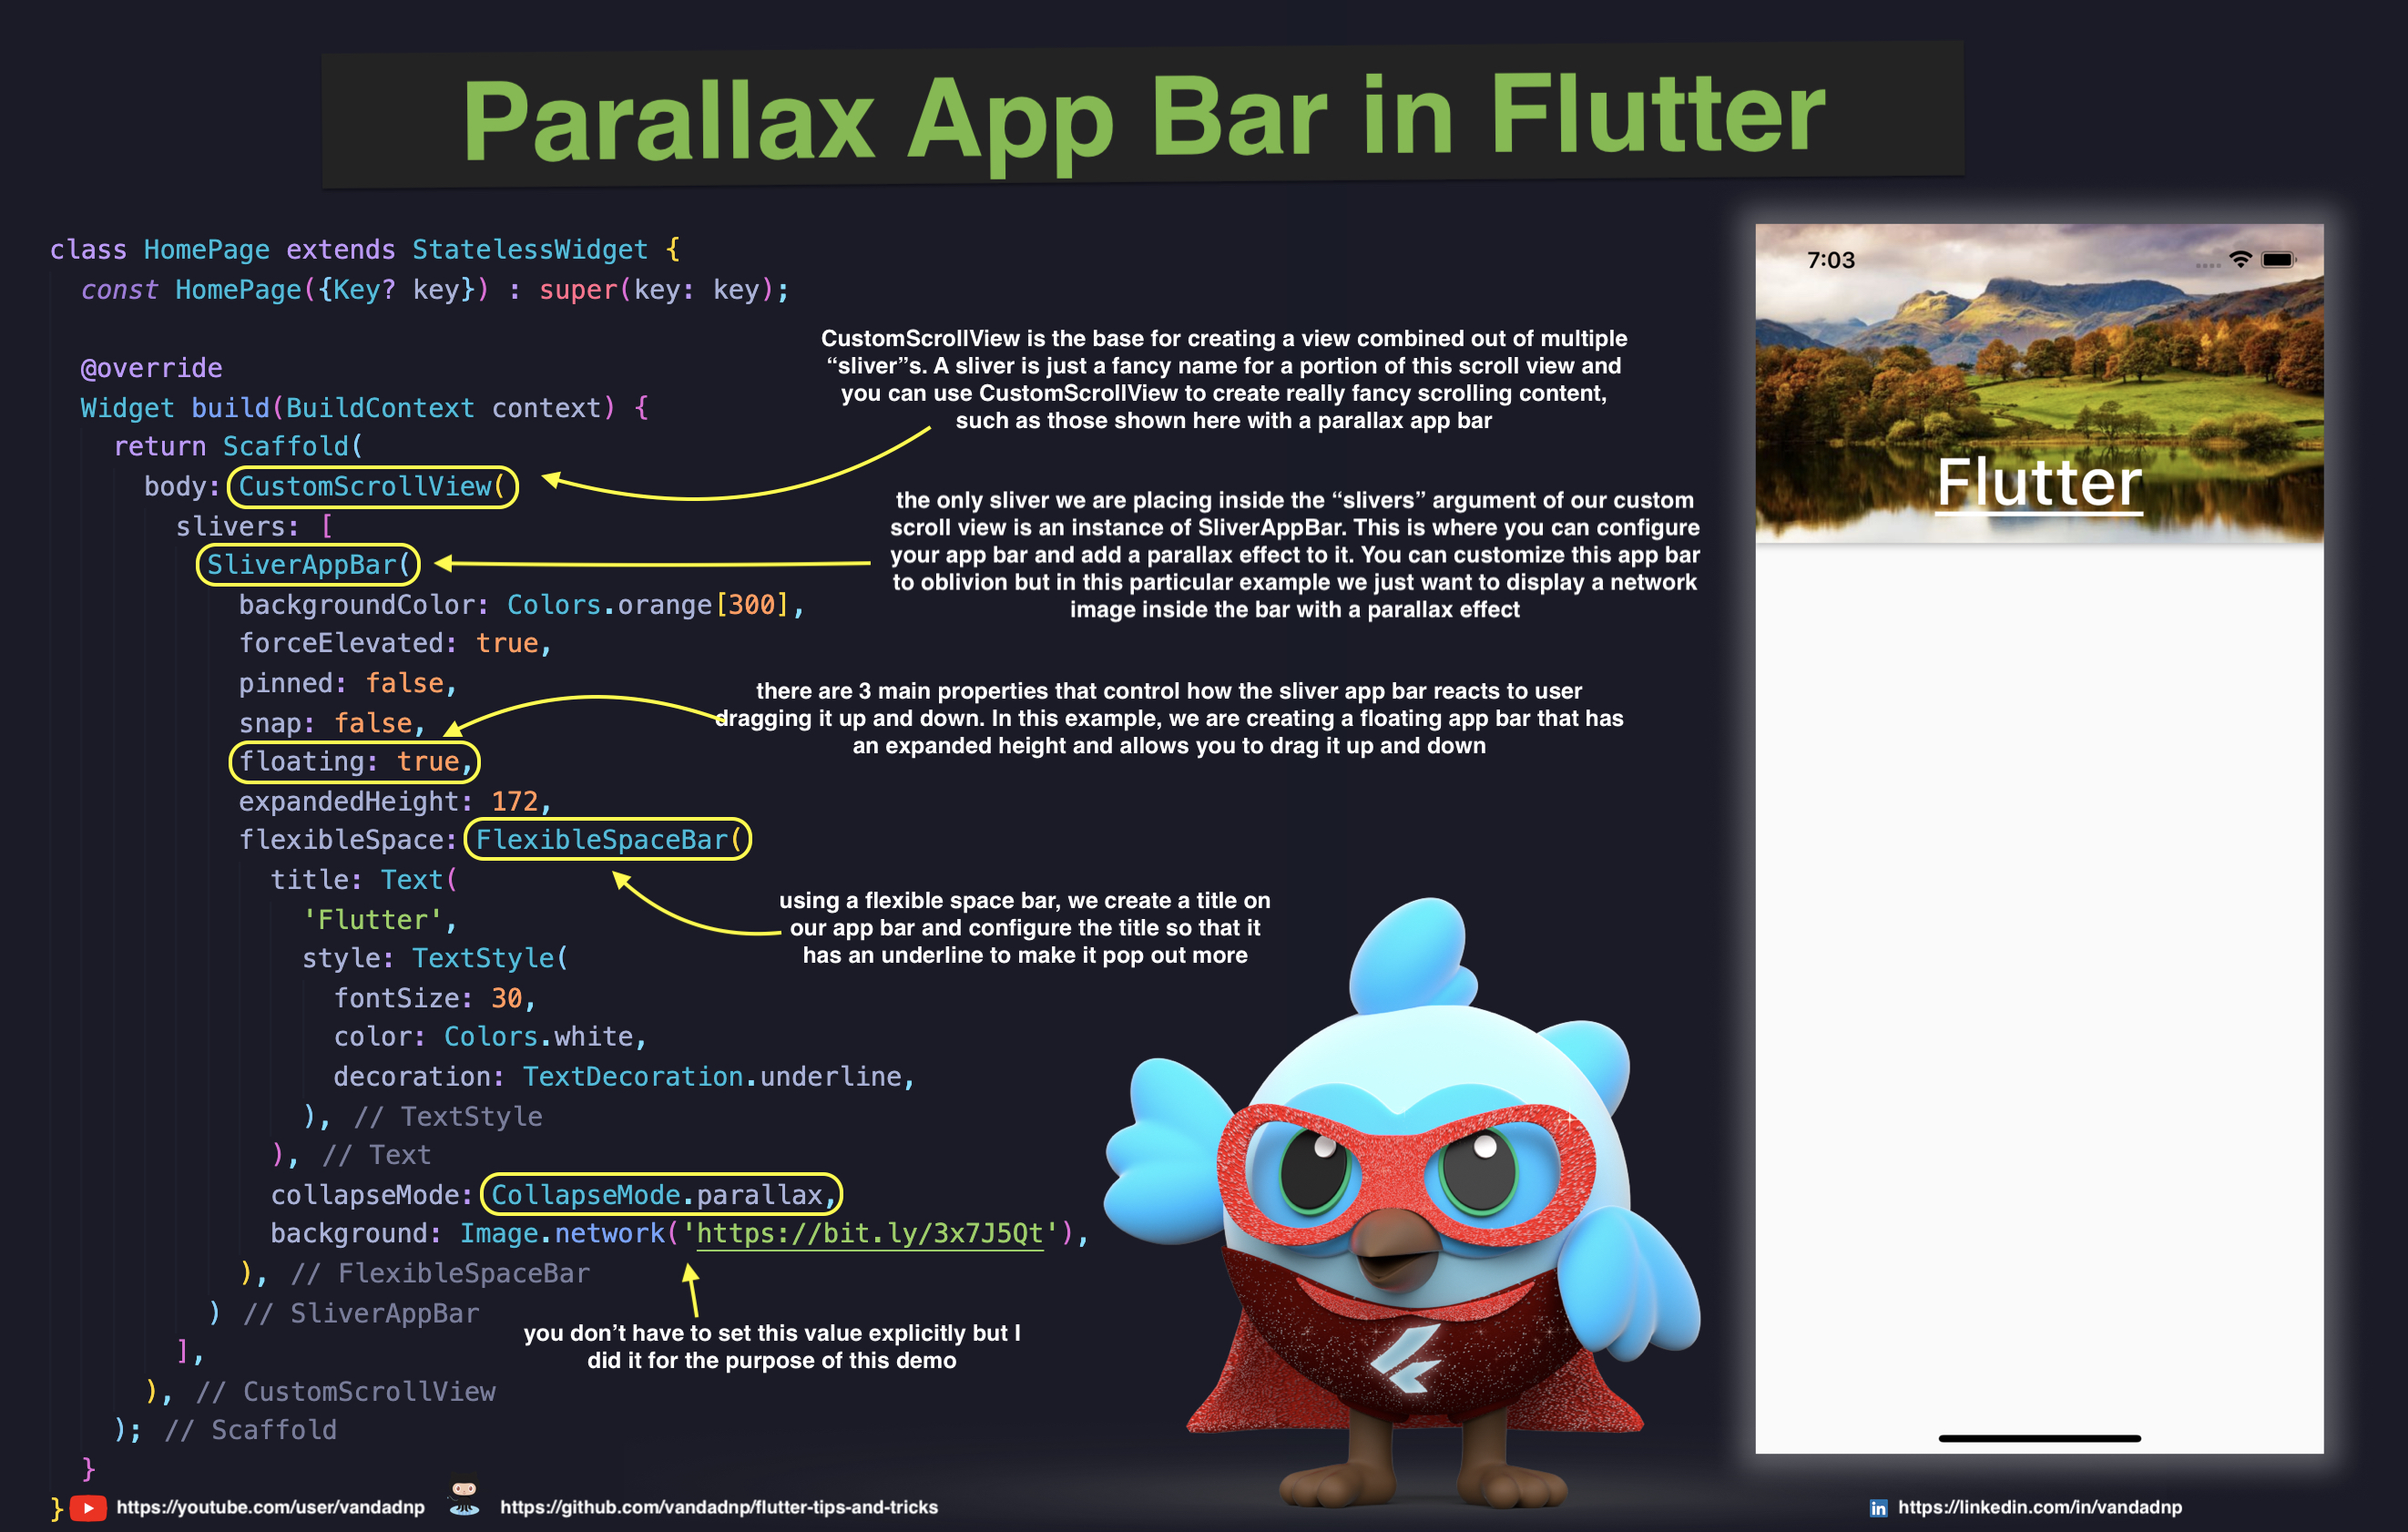 Parallax App Bar in Flutter
class HomePage extends StatelessWidget {
const HomePage({Key? key}) : super(key: key);
@override
Widget build(BuildContext context) {
return Scaffold(
body: CustomScrollView(
slivers: [
SliverAppBar(
backgroundColor: Colors.orange[300],
forceElevated: true,
pinned: false,
snap: false,
floating: true,
expandedHeight: 172,
flexibleSpace: FlexibleSpaceBar(
title: Text(
'Flutter',
style: TextStyle(
fontSize: 30,
color: Colors.white,
decoration: TextDecoration.underline,
), // TextStyle
), // Text
collapseMode: CollapseMode.parallax,
background: Image.network('https://bit.ly/3x7J5Qt'),
), // FlexibleSpaceBar
) // SliverAppBar
],
), // CustomScrollView
); // Scaffold
}
}
CustomScrollView is the base for creating a view combined out of multiple
“sliver”s. A sliver is just a fancy name for a portion of this scroll view and
you can use CustomScrollView to create really fancy scrolling content,
such as those shown here with a parallax app bar
the only sliver we are placing inside the “slivers” argument of our custom
scroll view is an instance of SliverAppBar. This is where you can configure
your app bar and add a parallax effect to it. You can customize this app bar
to oblivion but in this particular example we just want to display a network
image inside the bar with a parallax effect
there are 3 main properties that control how the sliver app bar reacts to user
dragging it up and down. In this example, we are creating a floating app bar that has
an expanded height and allows you to drag it up and down
using a flexible space bar, we create a title on
our app bar and configure the title so that it
has an underline to make it pop out more
you don’t have to set this value explicitly but I
did it for the purpose of this demo
7:03
Flutter
https://youtube.com/user/vandadnp
https://github.com/vandadnp/flutter-tips-and-tricks
in https://linkedin.com/in/vandadnp